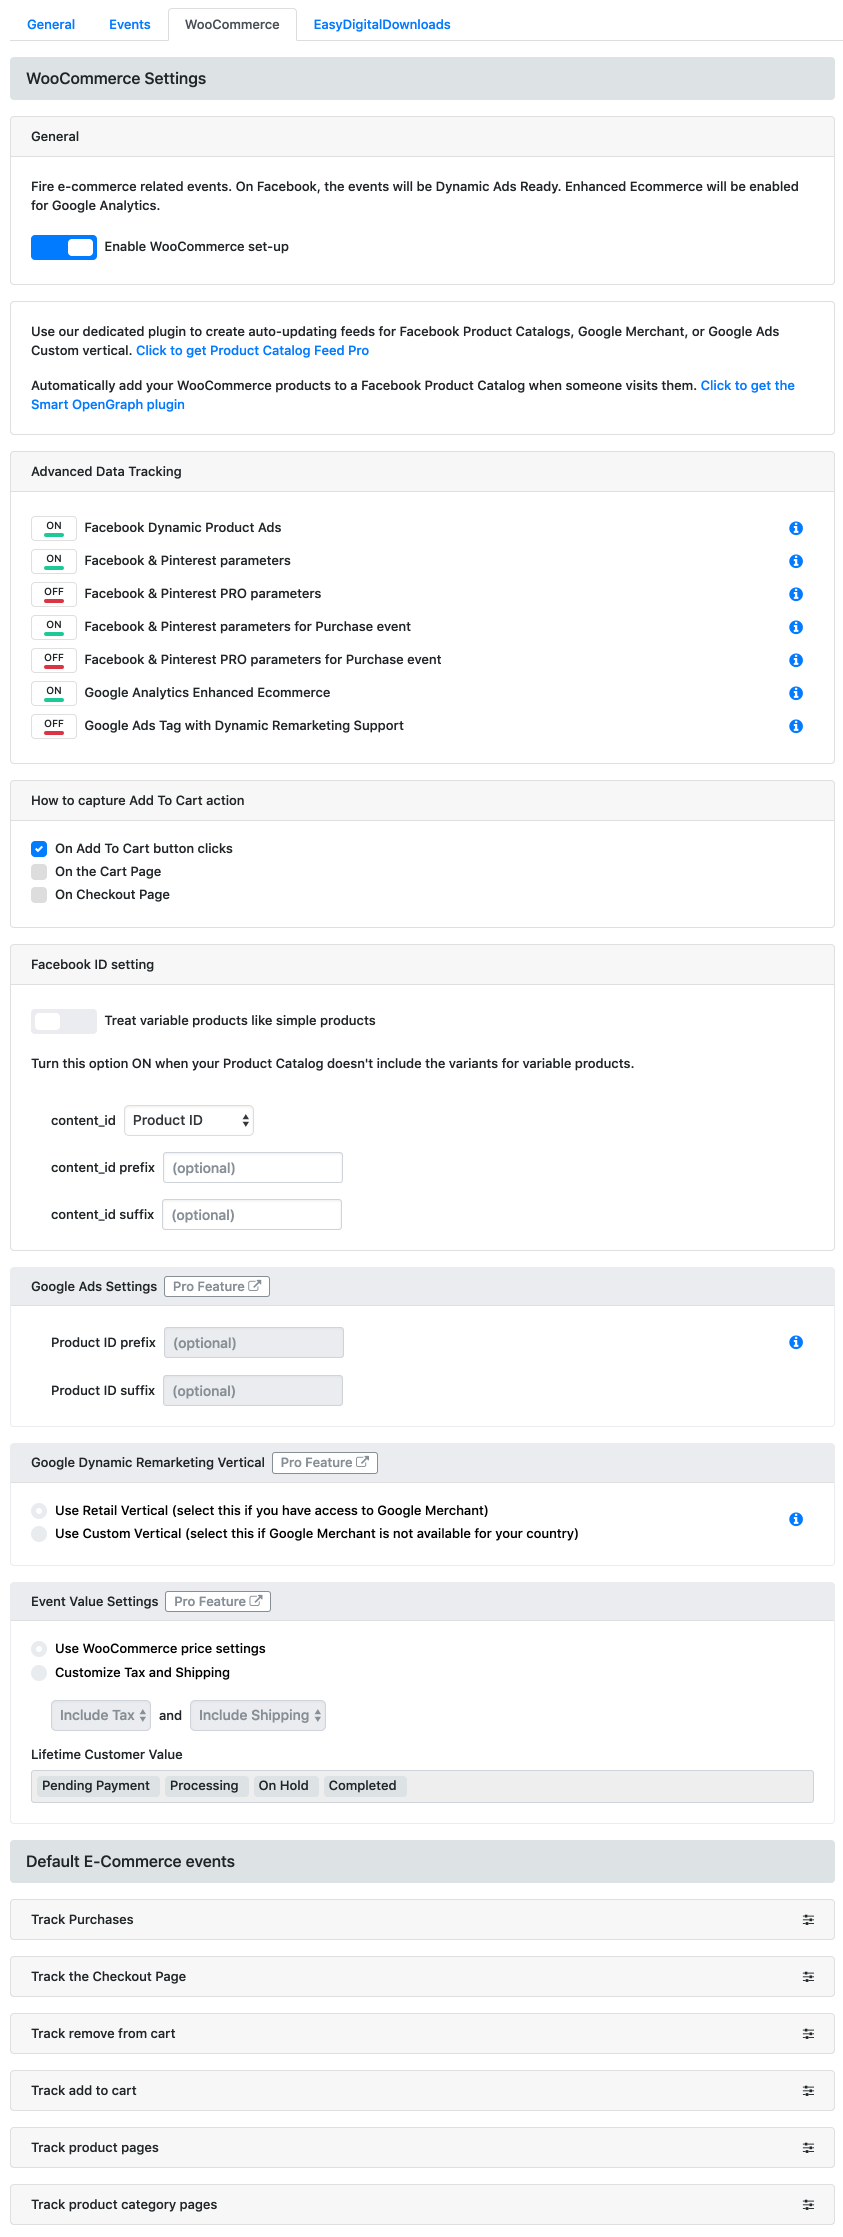 General
Events
WooCommerce
EasyDigitalDownloads
WooCommerce Settings
General
Fire e-commerce related events. On Facebook, the events will be Dynamic Ads Ready. Enhanced Ecommerce will be enabled
for Google Analytics.
Enable WooCommerce set-up
Use our dedicated plugin to create auto-updating feeds for Facebook Product Catalogs, Google Merchant, or Google Ads
Custom vertical. Click to get Product Catalog Feed Pro
Automatically add your WooCommerce products to a Facebook Product Catalog when someone visits them. Click to get the
Smart OpenGraph plugin
Advanced Data Tracking
ON Facebook Dynamic Product Ads
ON Facebook & Pinterest parameters
OFF Facebook & Pinterest PRO parameters
ON Facebook & Pinterest parameters for Purchase event
OFF Facebook & Pinterest PRO parameters for Purchase event
ON Google Analytics Enhanced Ecommerce
OFF Google Ads Tag with Dynamic Remarketing Support
How to capture Add To Cart action
On Add To Cart button clicks
On the Cart Page
On Checkout Page
Facebook ID setting
Treat variable products like simple products
Turn this option ON when your Product Catalog doesn't include the variants for variable products.
content_id Product ID
content_id prefix (optional)
content_id suffix (optional)
Google Ads Settings Pro Feature
Product ID prefix (optional)
Product ID suffix (optional)
Google Dynamic Remarketing Vertical Pro Feature
Use Retail Vertical (select this if you have access to Google Merchant)
Use Custom Vertical (select this if Google Merchant is not available for your country)
Event Value Settings Pro Feature
Use WooCommerce price settings
Customize Tax and Shipping
Include Tax and Include Shipping
Lifetime Customer Value
Pending Payment Processing On Hold Completed
Default E-Commerce events
Track Purchases
Track the Checkout Page
Track remove from cart
Track add to cart
Track product pages
Track product category pages